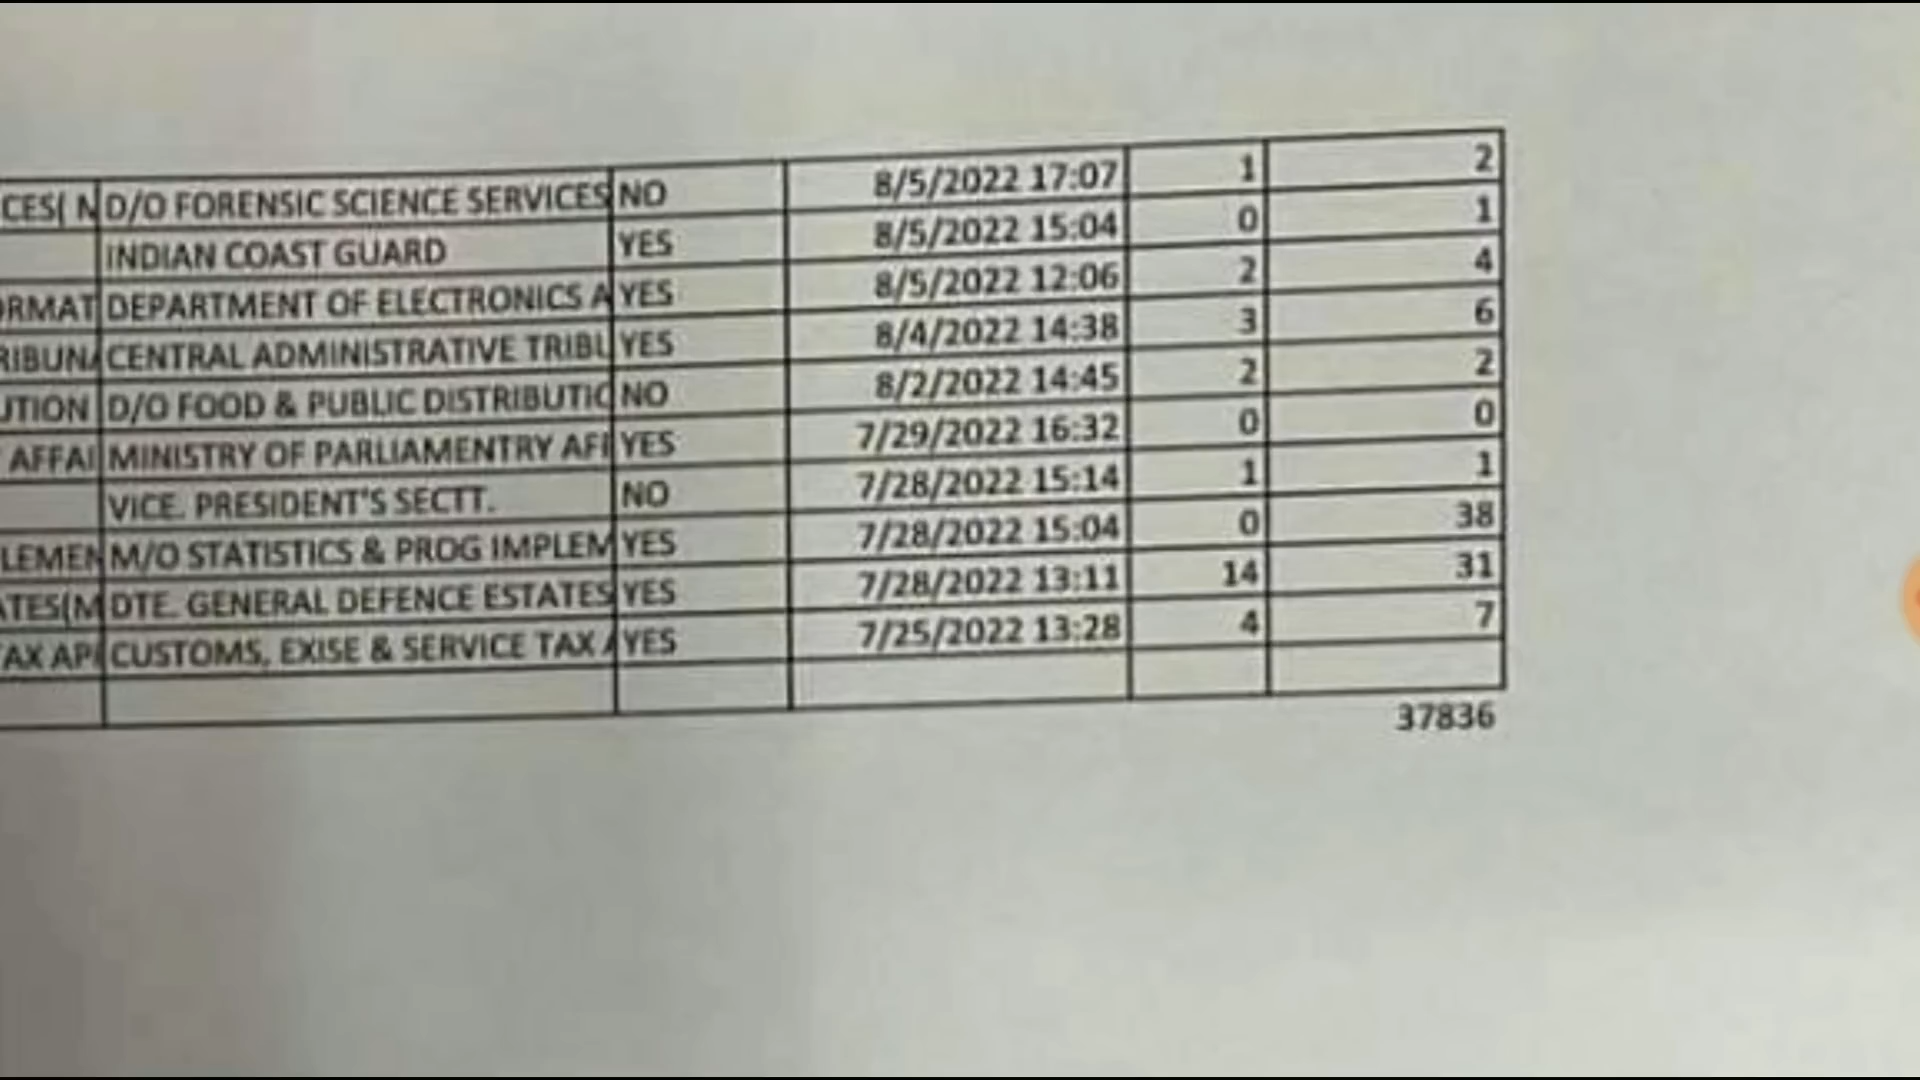 CES( N D/O FORENSIC SCIENCE SERVICES NO 8/5/2022 17:07 1 2
INDIAN COAST GUARD YES 8/5/2022 15:04 0 1
ORMAT DEPARTMENT OF ELECTRONICS A YES 8/5/2022 12:06 2 4
RIBUNA CENTRAL ADMINISTRATIVE TRIBU YES 8/4/2022 14:38 3 6
UTION D/O FOOD & PUBLIC DISTRIBUTIO NO 8/2/2022 14:45 2 2
AFFAI MINISTRY OF PARLIAMENTRY AFF YES 7/29/2022 16:32 0 0
VICE. PRESIDENT'S SECTT. NO 7/28/2022 15:14 1 1
LEMEN M/O STATISTICS & PROG IMPLEM YES 7/28/2022 15:04 0 38
ATES(M DTE. GENERAL DEFENCE ESTATES YES 7/28/2022 13:11 14 31
TAX AP CUSTOMS, EXISE & SERVICE TAX A YES 7/25/2022 13:28 4 7
37836